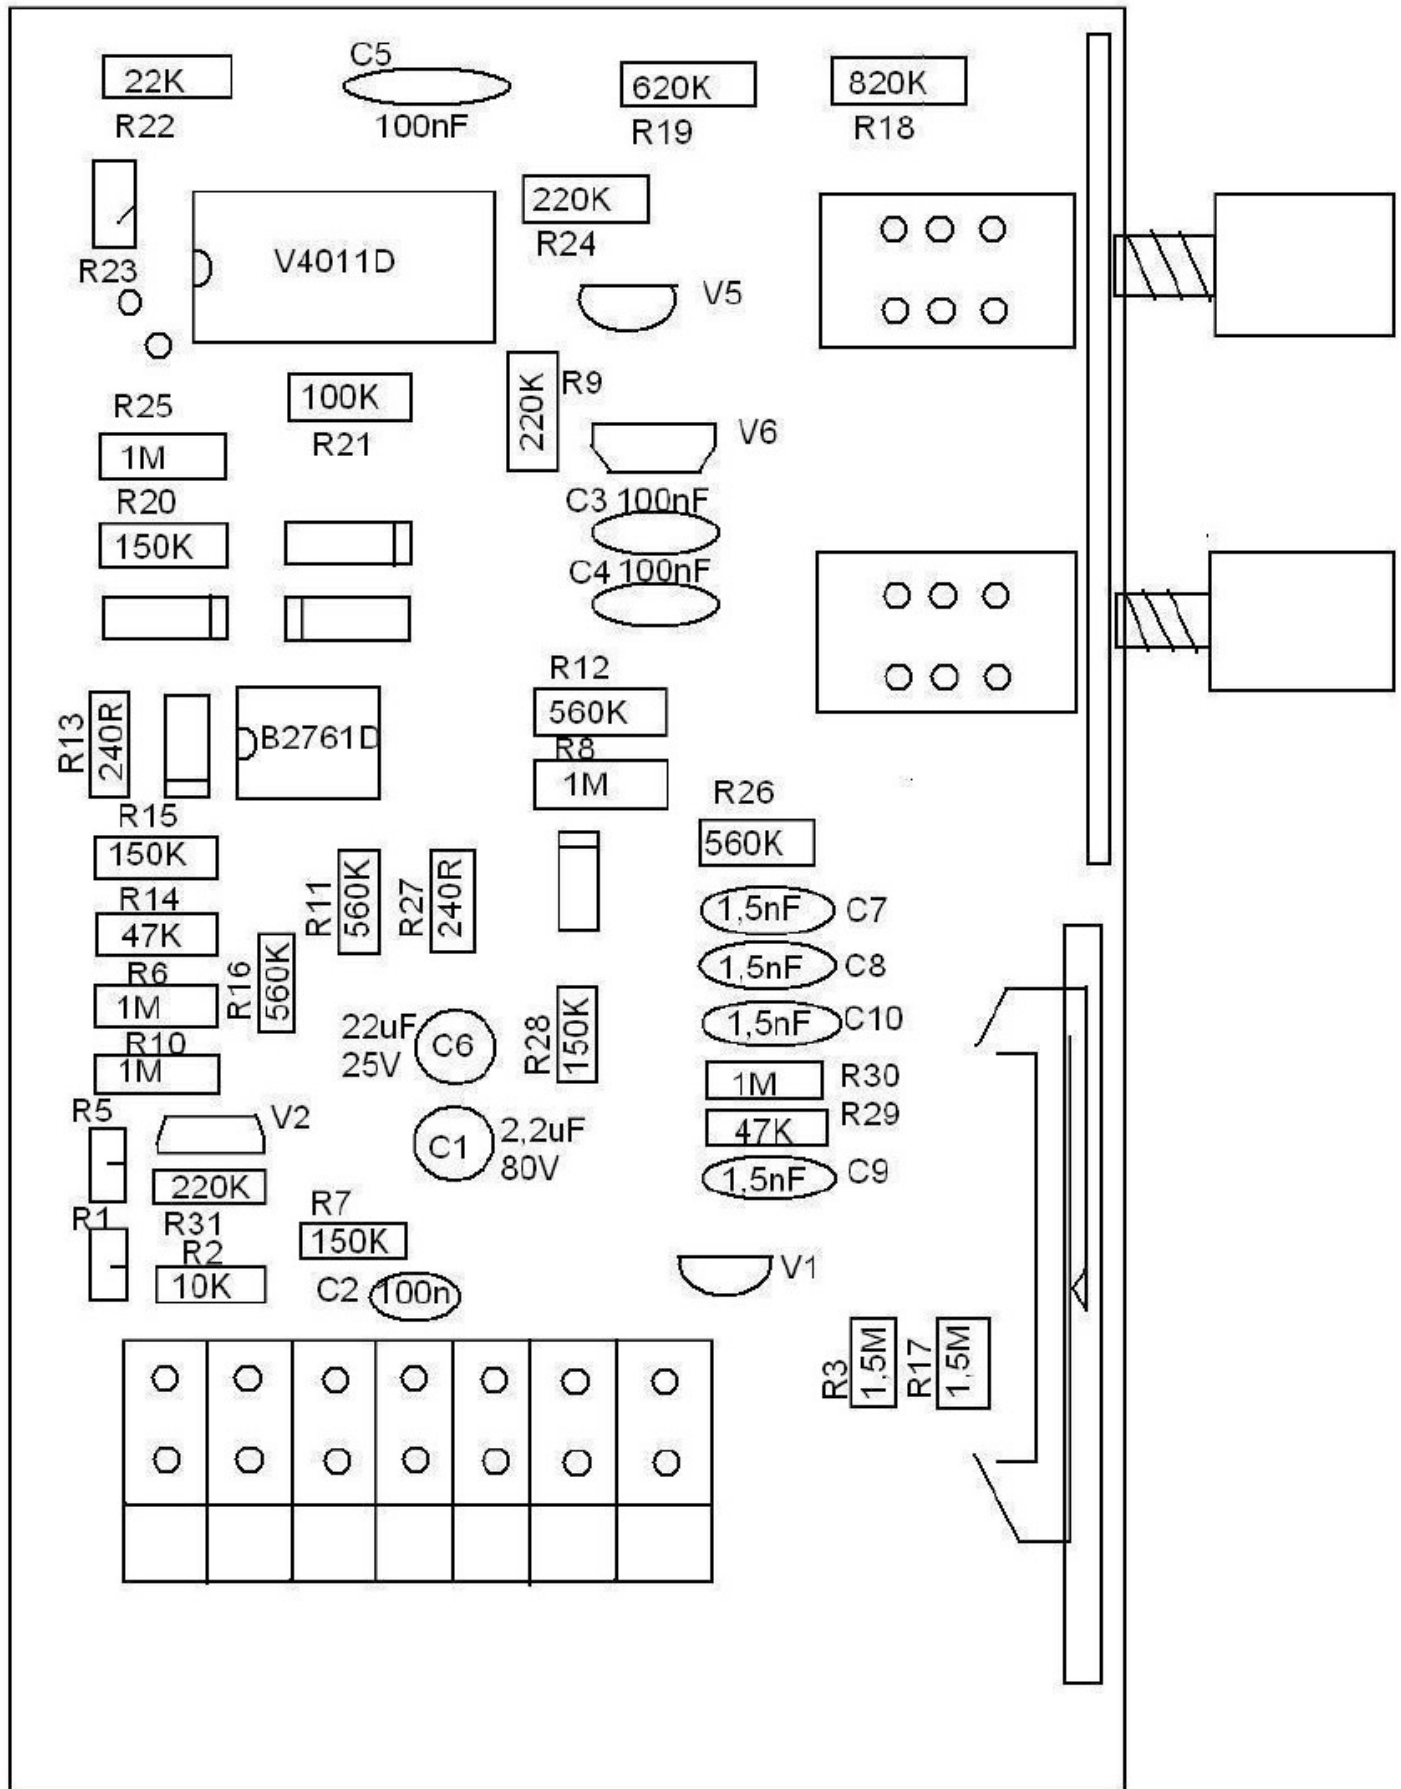 C5
22K
620K
820K
R22
100nF
R19
R18
220K
R24
V4011D
R23
V5
R9
220K
100K
R21
R25
1M
V6
R20
150K
C3 100nF
C4 100nF
R12
560K
R8
1M
R13
240R
B2761D
R15
150K
R26
560K
R14
47K
R11
560K
R27
240R
1,5nF C7
R6
1M
R16
560K
1,5nF C8
1,5nF C10
22uF
25V
C6
R28
150K
R10
1M
1M R30
47K R29
R5
V2
C1
2,2uF
80V
220K
R31
1,5nF C9
R1
R7
150K
R2
10K
C2 100n
V1
R3
1,5M
R17
1,5M